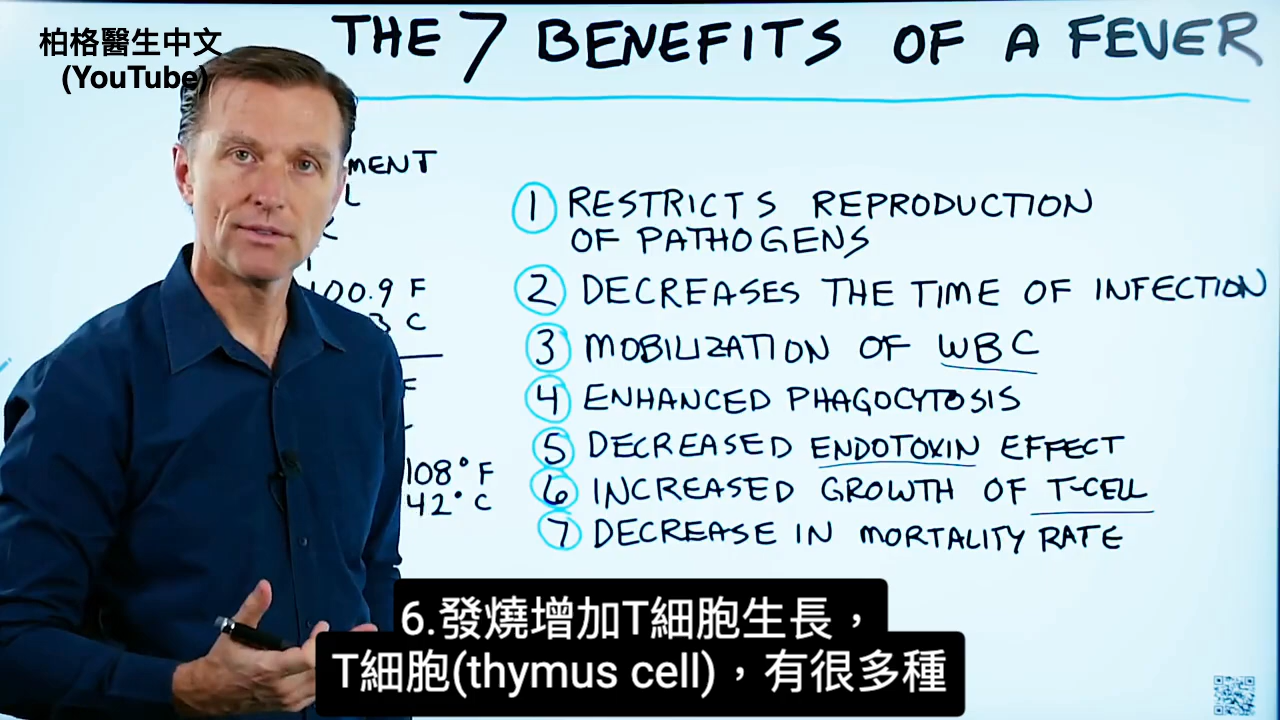 柏格醫生中文
(YouTube)
THE 7 BENEFITS OF A FEVER
MENT
L
100.9 F
3 C
F
108° F
42° C
1 RESTRICTS REPRODUCTION
OF PATHOGENS
2 DECREASES THE TIME OF INFECTION
3 MOBILIZATION OF WBC
4 ENHANCED PHAGOCYTOSIS
5 DECREASED ENDOTOXIN EFFECT
6 INCREASED GROWTH OF T-CELL
7 DECREASE IN MORTALITY RATE
6.發燒增加T細胞生長，
T細胞(thymus cell)，有很多種